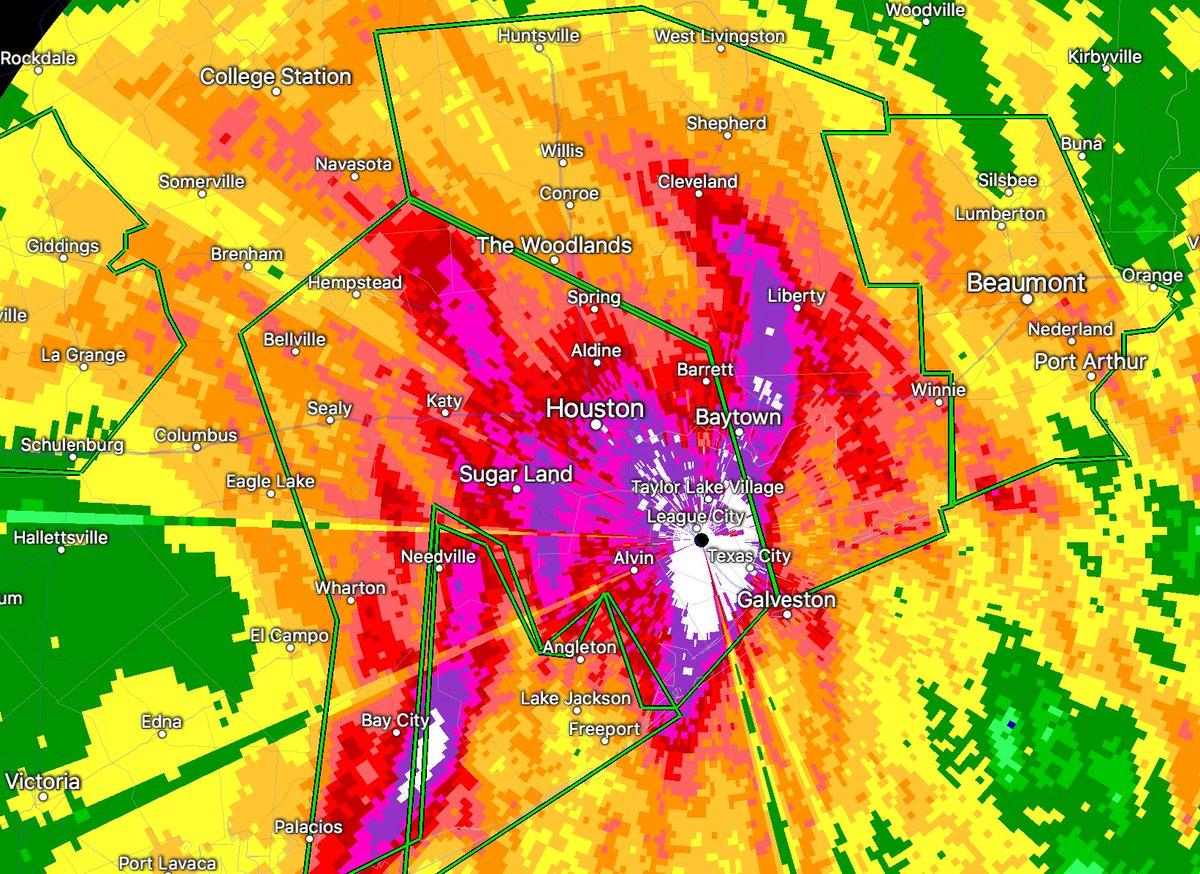 Woodville
Huntsville
West Livingston
Rockdale
Kirbyville
College Station
Shepherd
Buna
Willis
Navasota
Somerville
Cleveland
Silsbee
Conroe
Lumberton
Giddings
The Woodlands
Brenham
Orange
Hempstead
Beaumont
Spring
Liberty
ville
Nederland
Bellville
La Grange
Aldine
Port Arthur
Barrett
Winnie
Katy
Sealy
Houston
Baytown
Columbus
Schulenburg
Sugar Land
Eagle Lake
Taylor Lake Village
League City
Hallettsville
Needville
Alvin
Texas City
Wharton
um
Galveston
El Campo
Angleton
Lake Jackson
Edna
Bay City
Freeport
Victoria
Palacios
Port Lavaca